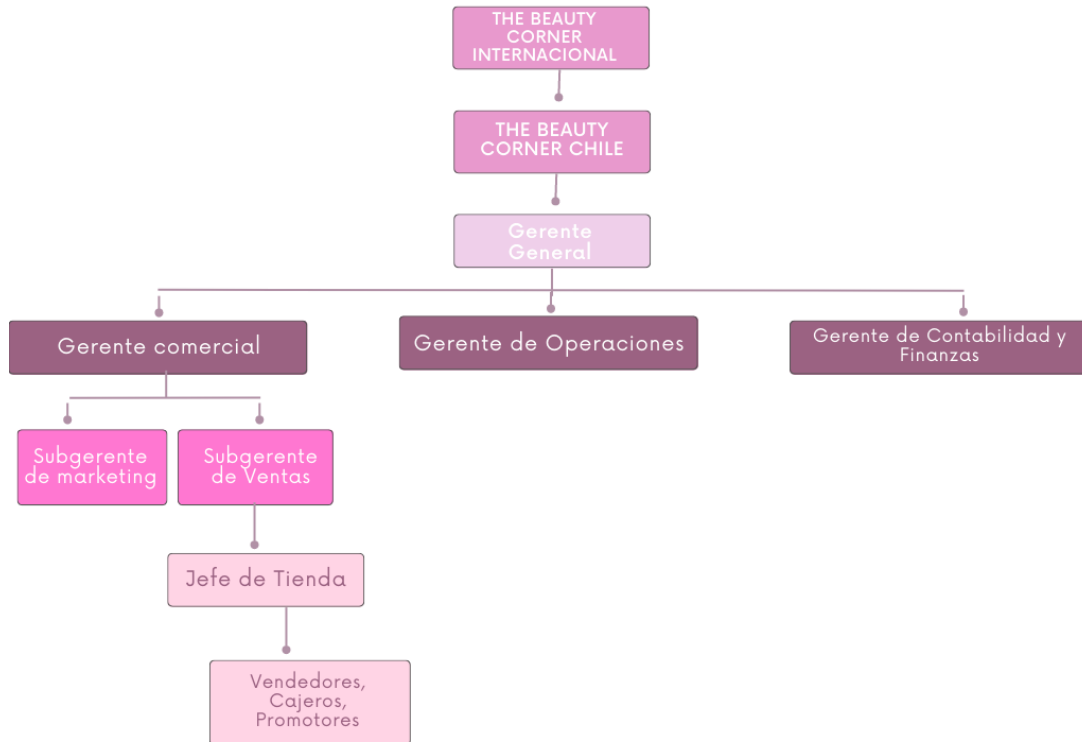 THE BEAUTY
CORNER
INTERNACIONAL
THE BEAUTY
CORNER CHILE
Gerente
General
Gerente comercial
Gerente de Operaciones
Gerente de Contabilidad y
Finanzas
Subgerente
de marketing
Subgerente
de Ventas
Jefe de Tienda
Vendedores,
Cajeros,
Promotores